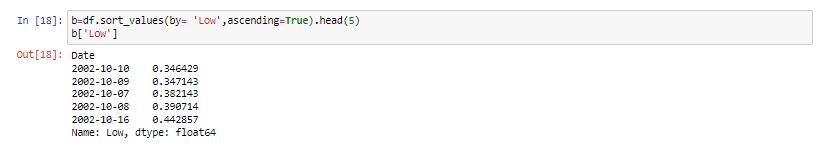 In [18]: b=df.sort_values(by= 'Low',ascending=True).head(5)
b['Low']
Out[18]: Date
2002-10-10    0.346429
2002-10-09    0.347143
2002-10-07    0.382143
2002-10-08    0.390714
2002-10-16    0.442857
Name: Low, dtype: float64